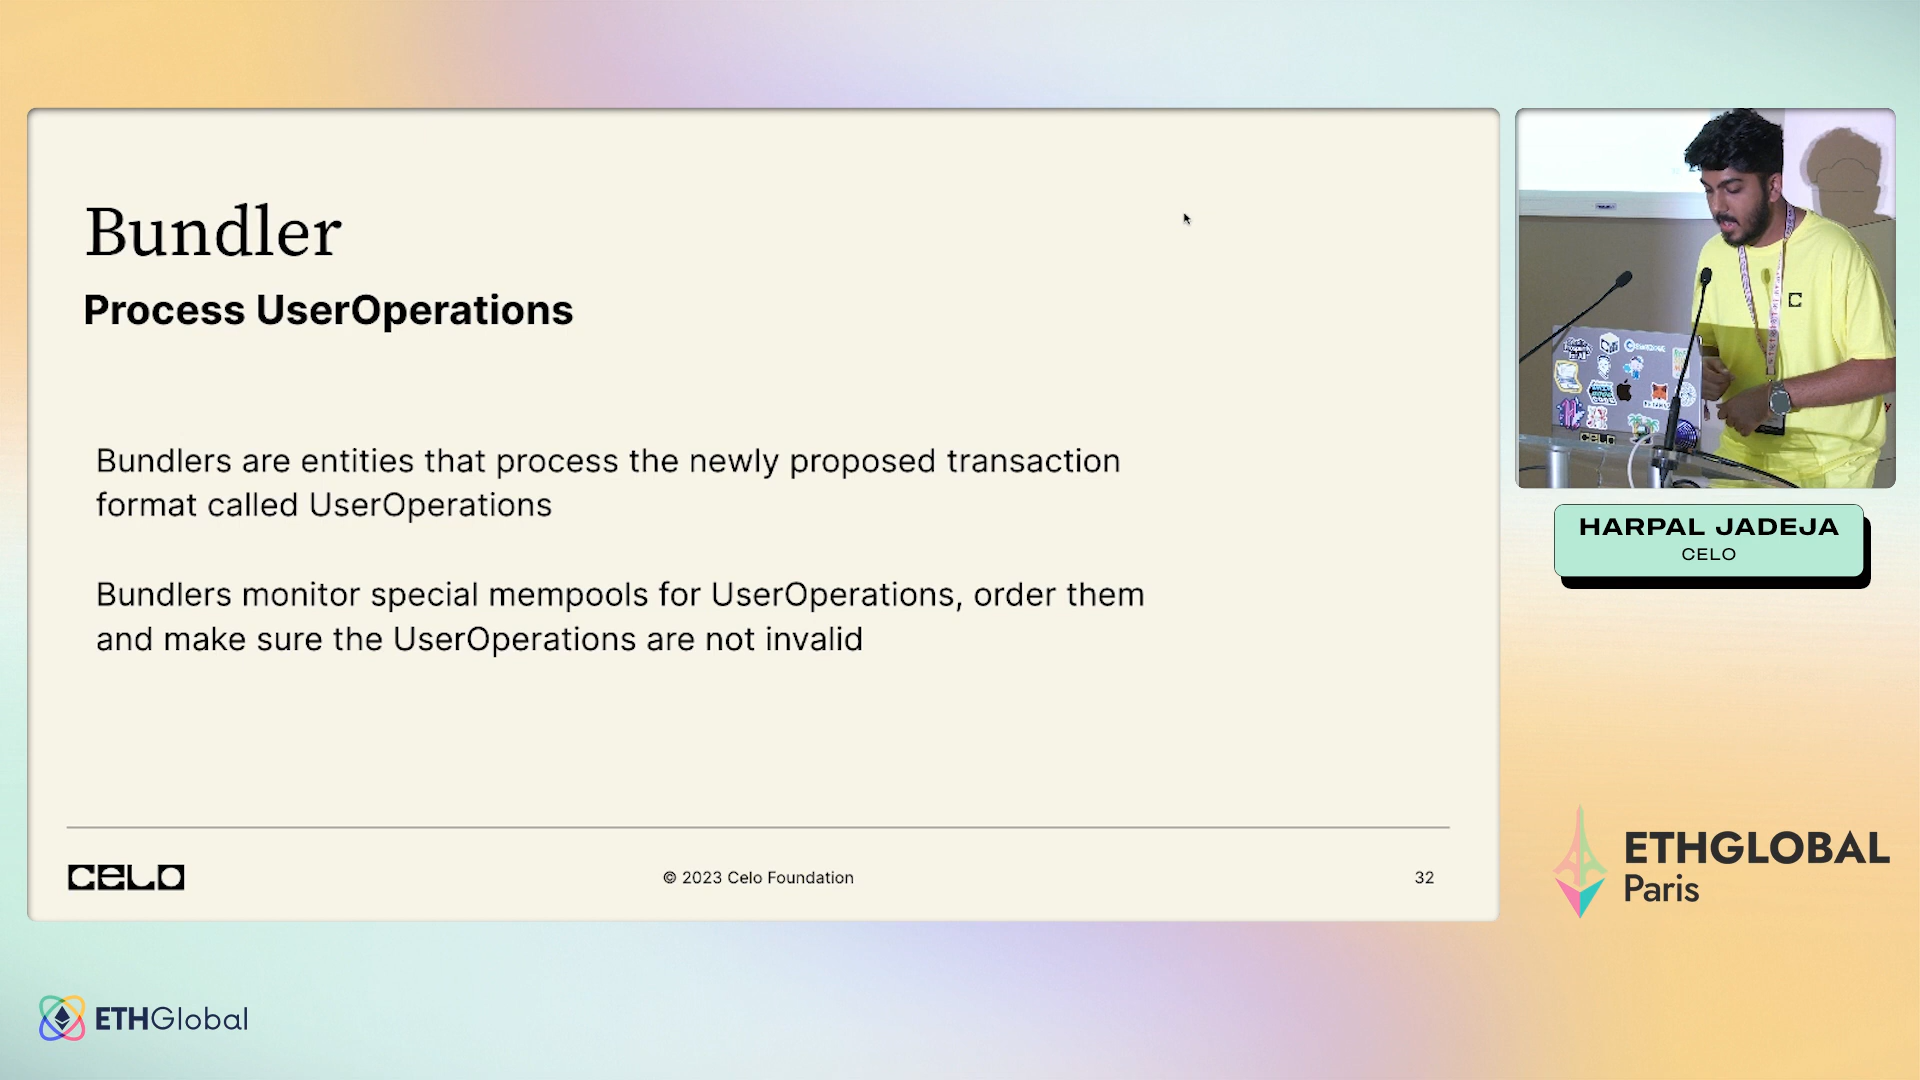 Bundler
Process UserOperations
Bundlers are entities that process the newly proposed transaction
format called UserOperations
Bundlers monitor special mempools for UserOperations, order them
and make sure the UserOperations are not invalid
CELO
© 2023 Celo Foundation
32
C
CELO
HARPAL JADEJA
CELO
ETHGLOBAL
Paris
ETHGlobal